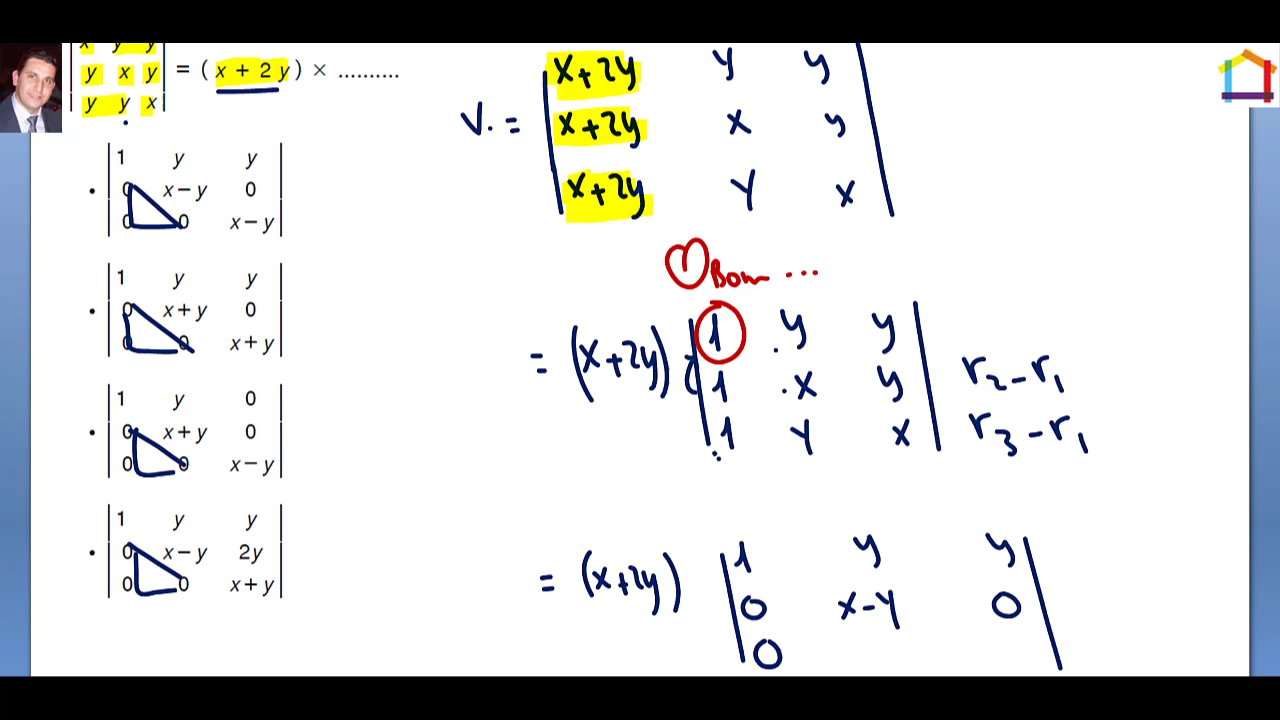 x y y
y x y = ( x + 2 y ) × ..........
y y x
1 y y
• 0 x − y 0
0 0 x − y
1 y y
• 0 x + y 0
0 0 x + y
1 y 0
• 0 x + y 0
0 0 x − y
1 y y
• 0 x − y 2y
0 0 x + y
x+2y y y
V. = x+2y x y
x+2y y x
Bom ...
1 y y
= (x+2y) 1 x y r2 − r1
1 y x r3 − r1
1 y y
= (x+2y) 0 x−y 0
0